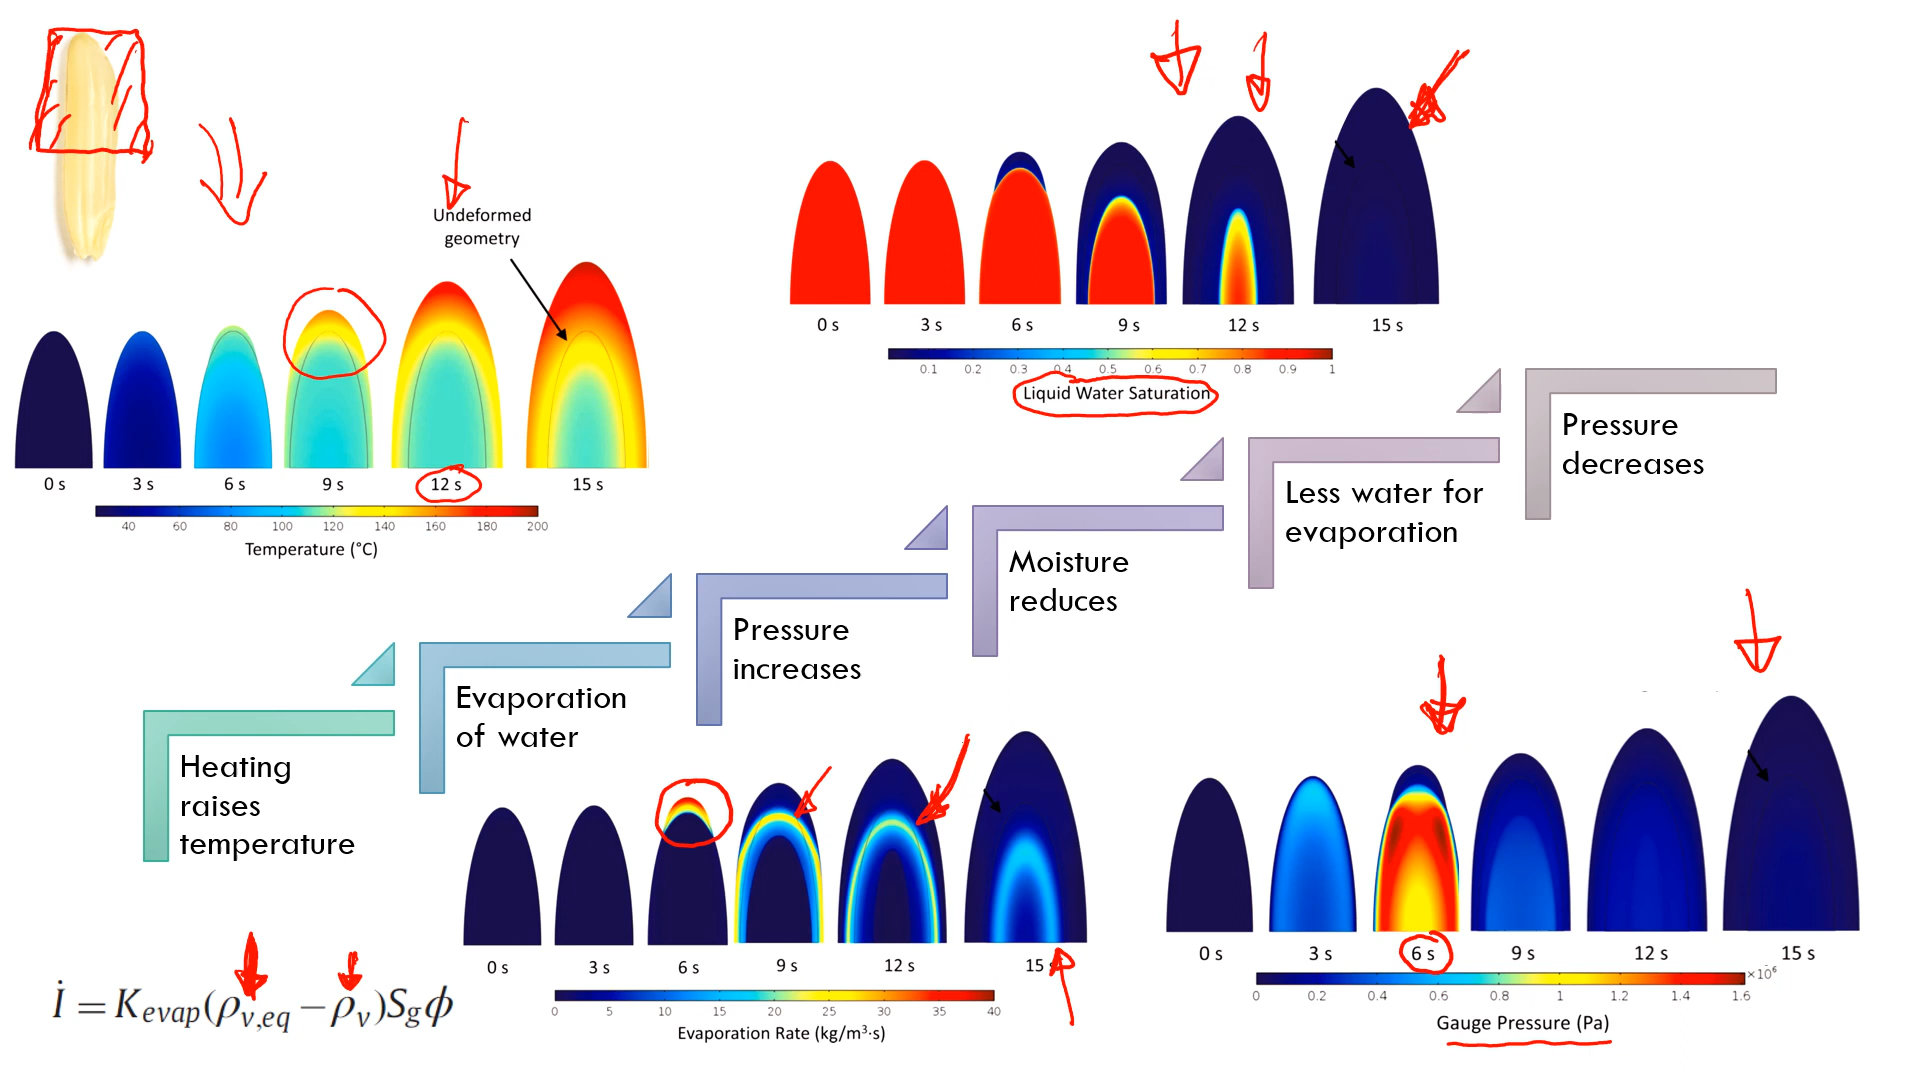 Undeformed
geometry
0 s 3 s 6 s 9 s 12 s 15 s
40 60 80 100 120 140 160 180 200
Temperature (°C)
0 s 3 s 6 s 9 s 12 s 15 s
0.1 0.2 0.3 0.4 0.5 0.6 0.7 0.8 0.9 1
Liquid Water Saturation
Heating
raises
temperature
Evaporation
of water
Pressure
increases
Moisture
reduces
Less water for
evaporation
Pressure
decreases
0 s 3 s 6 s 9 s 12 s 15 s
0 5 10 15 20 25 30 35 40
Evaporation Rate (kg/m³·s)
0 s 3 s 6 s 9 s 12 s 15 s
0 0.2 0.4 0.6 0.8 1 1.2 1.4 1.6 ×10⁶
Gauge Pressure (Pa)
İ = K_evap(ρ_v,eq − ρ_v)S_gϕ